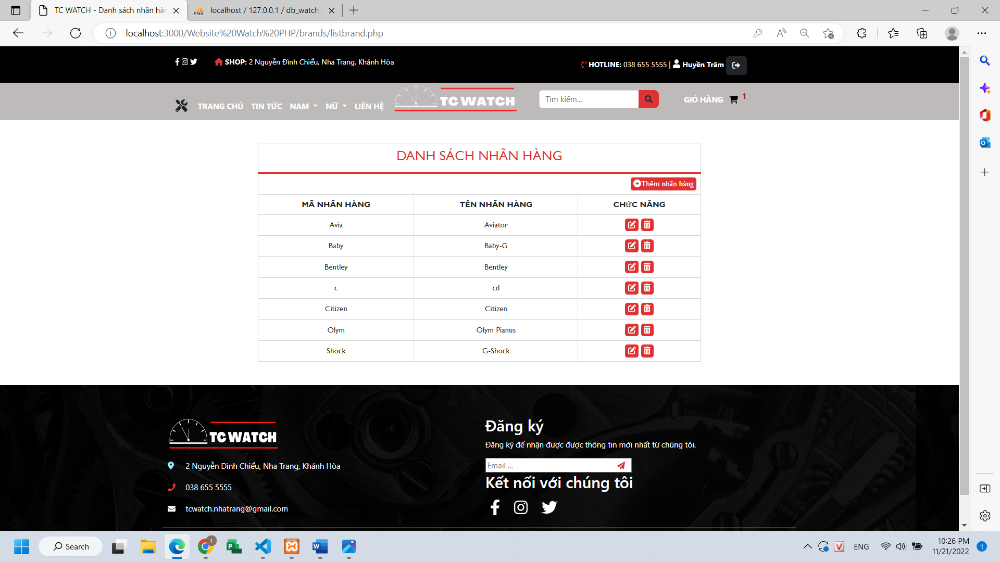 TC WATCH - Danh sách nhãn hàn
localhost / 127.0.0.1 / db_watch
localhost:3000/Website%20Watch%20PHP/brands/listbrand.php
SHOP: 2 Nguyễn Đình Chiểu, Nha Trang, Khánh Hòa
HOTLINE: 038 655 5555 | Huyền Trâm
TRANG CHỦ TIN TỨC NAM NỮ LIÊN HỆ
TC WATCH
Tìm kiếm...
GIỎ HÀNG 1
DANH SÁCH NHÃN HÀNG
Thêm nhãn hàng
MÃ NHÃN HÀNG TÊN NHÃN HÀNG CHỨC NĂNG
Avia Aviator
Baby Baby-G
Bentley Bentley
c cd
Citizen Citizen
Olym Olym Pianus
Shock G-Shock
TC WATCH
2 Nguyễn Đình Chiểu, Nha Trang, Khánh Hòa
038 655 5555
tcwatch.nhatrang@gmail.com
Đăng ký
Đăng ký để nhận được được thông tin mới nhất từ chúng tôi.
Email ...
Kết nối với chúng tôi
Search
ENG
10:26 PM
11/21/2022
1